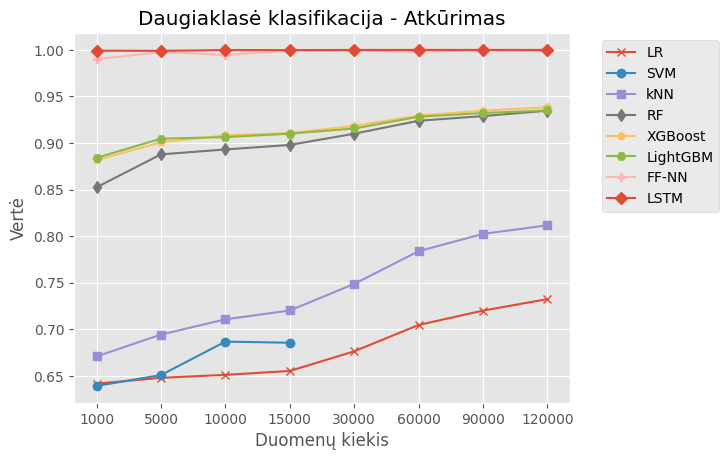 Daugiaklasė klasifikacija - Atkūrimas
Vertė
1.00
0.95
0.90
0.85
0.80
0.75
0.70
0.65
1000 5000 10000 15000 30000 60000 90000 120000
Duomenų kiekis
LR
SVM
kNN
RF
XGBoost
LightGBM
FF-NN
LSTM